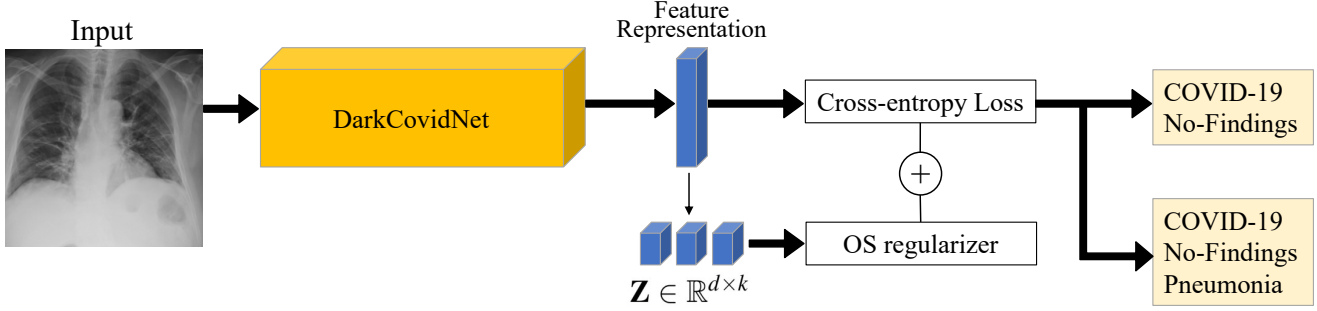 Input
Feature
Representation
DarkCovidNet
Cross-entropy Loss
COVID-19
No-Findings
+
OS regularizer
COVID-19
No-Findings
Pneumonia
Z ∈ ℝ^{d×k}